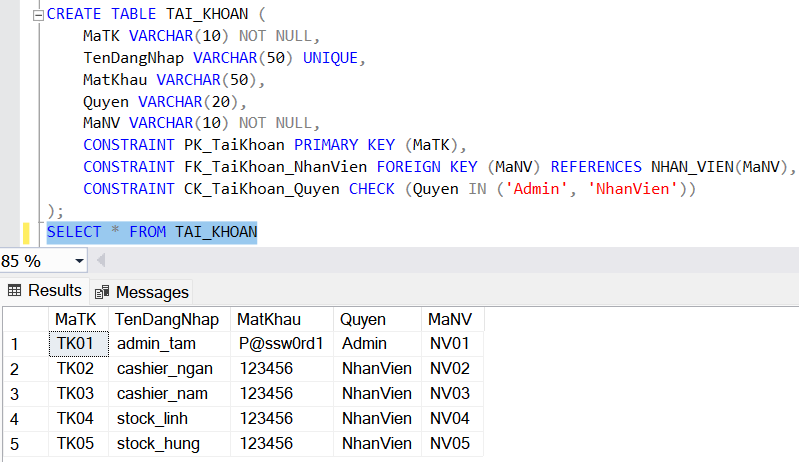 CREATE TABLE TAI_KHOAN (
MaTK VARCHAR(10) NOT NULL,
TenDangNhap VARCHAR(50) UNIQUE,
MatKhau VARCHAR(50),
Quyen VARCHAR(20),
MaNV VARCHAR(10) NOT NULL,
CONSTRAINT PK_TaiKhoan PRIMARY KEY (MaTK),
CONSTRAINT FK_TaiKhoan_NhanVien FOREIGN KEY (MaNV) REFERENCES NHAN_VIEN(MaNV),
CONSTRAINT CK_TaiKhoan_Quyen CHECK (Quyen IN ('Admin', 'NhanVien'))
);
SELECT * FROM TAI_KHOAN
85 %
Results Messages
MaTK TenDangNhap MatKhau Quyen MaNV
1 TK01 admin_tam P@ssw0rd1 Admin NV01
2 TK02 cashier_ngan 123456 NhanVien NV02
3 TK03 cashier_nam 123456 NhanVien NV03
4 TK04 stock_linh 123456 NhanVien NV04
5 TK05 stock_hung 123456 NhanVien NV05